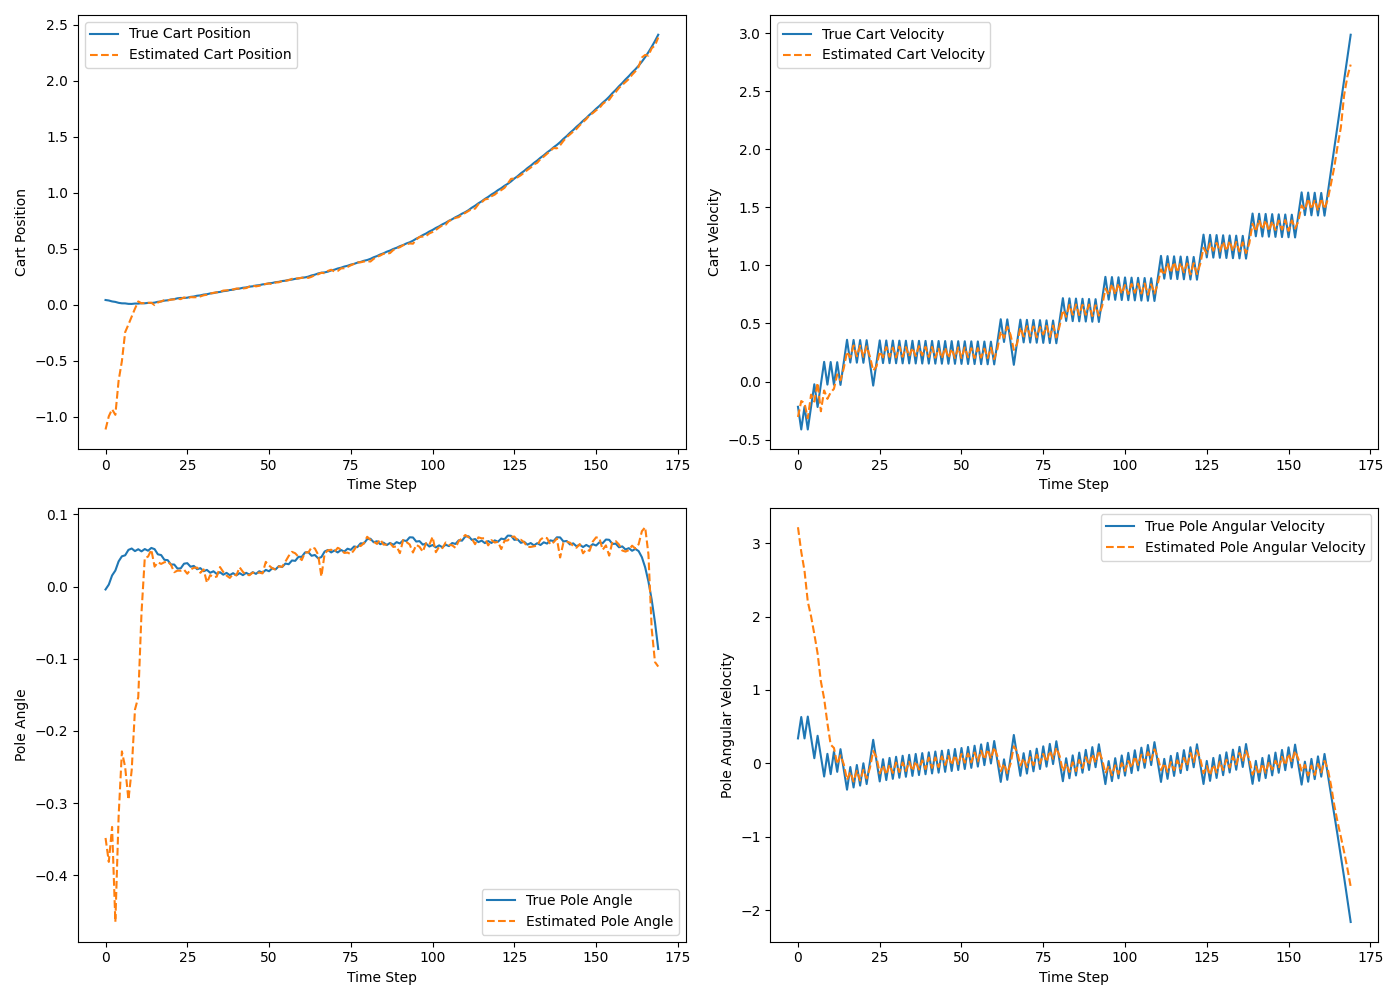 True Cart Position
Estimated Cart Position
2.5
2.0
1.5
1.0
0.5
0.0
−0.5
−1.0
Cart Position
0 25 50 75 100 125 150 175
Time Step
True Cart Velocity
Estimated Cart Velocity
3.0
2.5
2.0
1.5
1.0
0.5
0.0
−0.5
Cart Velocity
0 25 50 75 100 125 150 175
Time Step
0.1
0.0
−0.1
−0.2
−0.3
−0.4
Pole Angle
True Pole Angle
Estimated Pole Angle
0 25 50 75 100 125 150 175
Time Step
True Pole Angular Velocity
Estimated Pole Angular Velocity
3
2
1
0
−1
−2
Pole Angular Velocity
0 25 50 75 100 125 150 175
Time Step